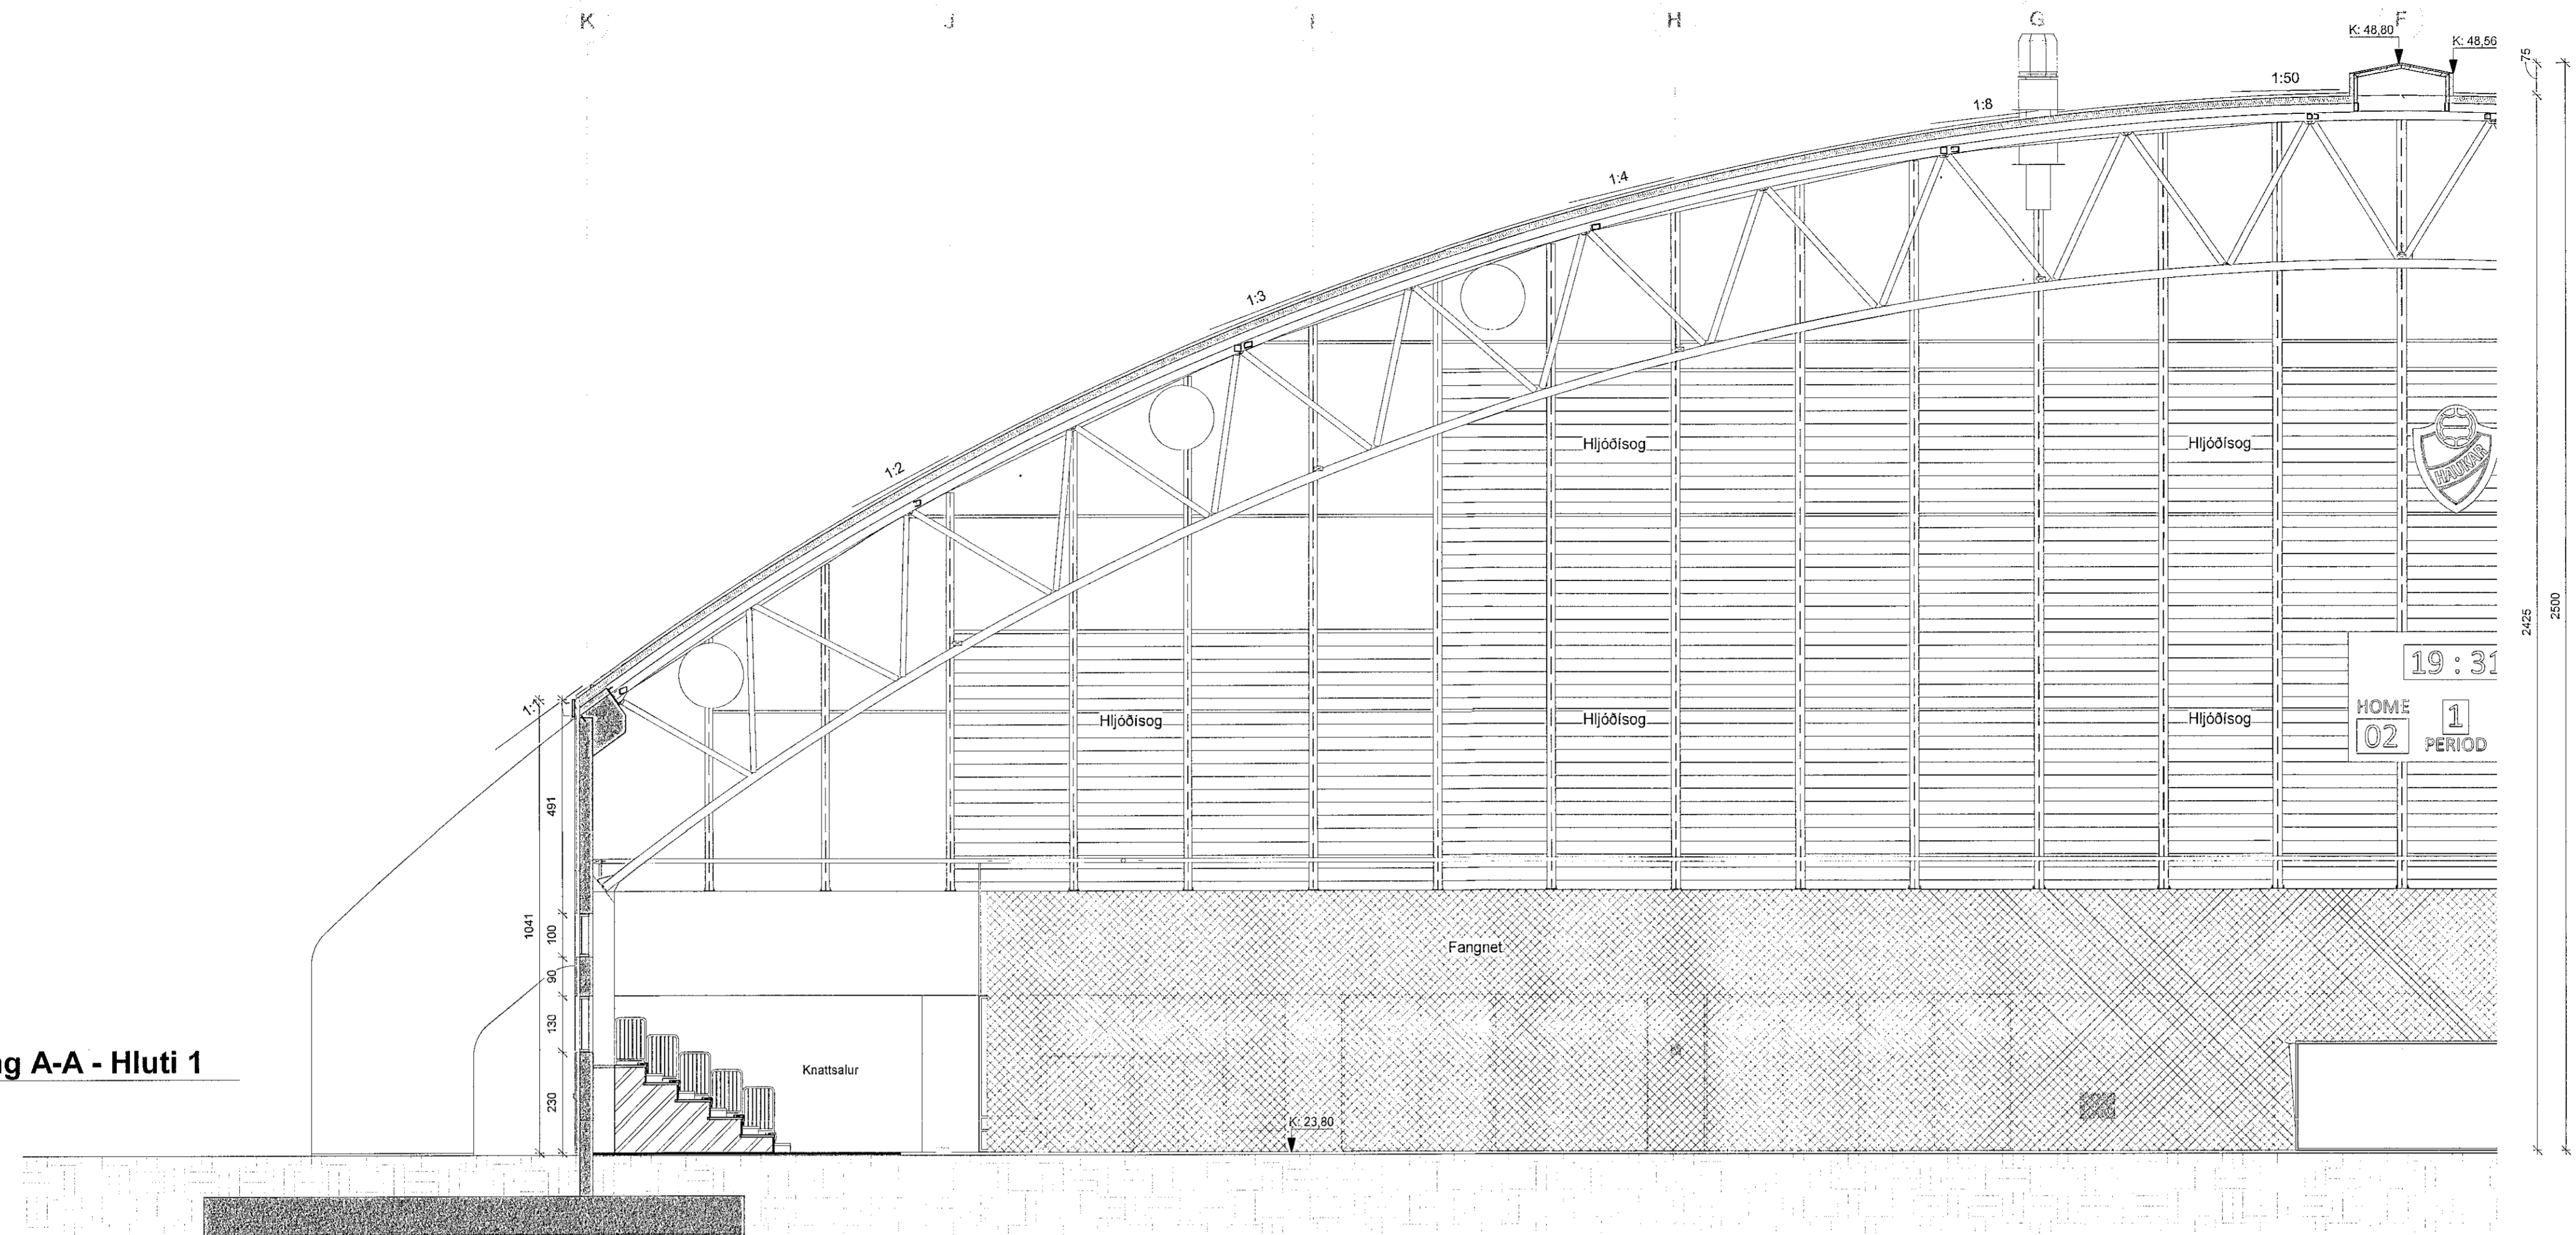 K J I H G F
K: 48,80
K: 48,56
75
1:50
1:8
1:4
1:3
1:2
1:1
Hljóðísog
Hljóðísog
HAUKAR
2425
2500
19 : 31
HOME
02
1
PERIOD
Hljóðísog
Hljóðísog
Hljóðísog
491
1041
100
90
130
230
Fangnet
Knattsalur
K: 23,80
g A-A - Hluti 1